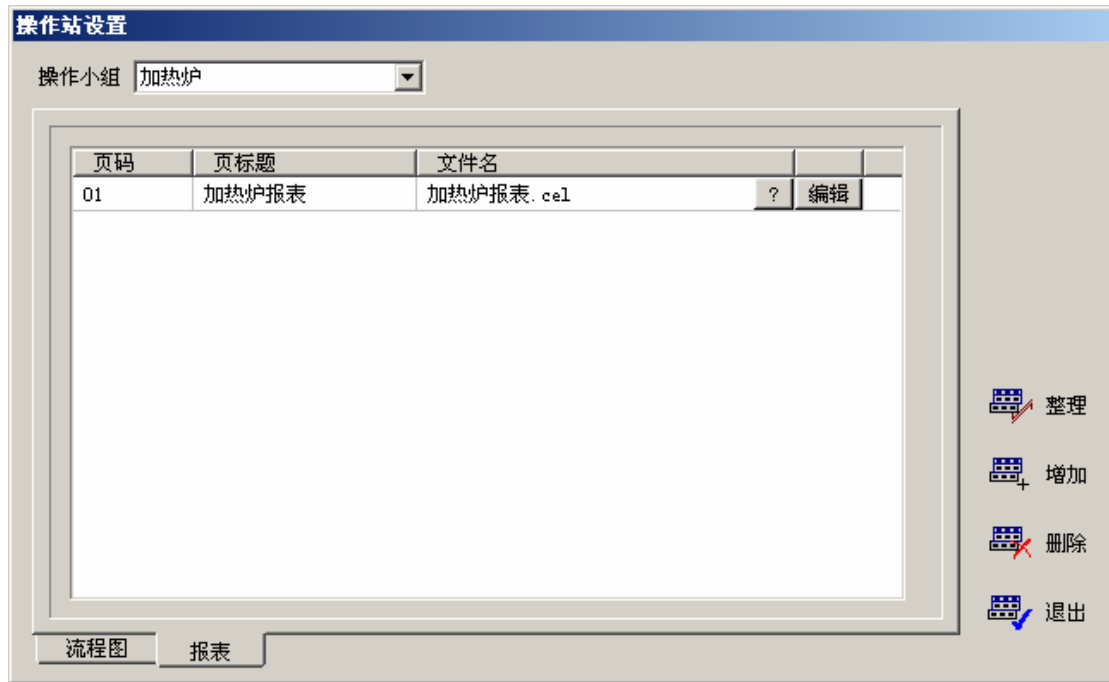 操作站设置
操作小组 加热炉
页码 页标题 文件名
01 加热炉报表 加热炉报表.cel ? 编辑
整理
增加
删除
退出
流程图 报表